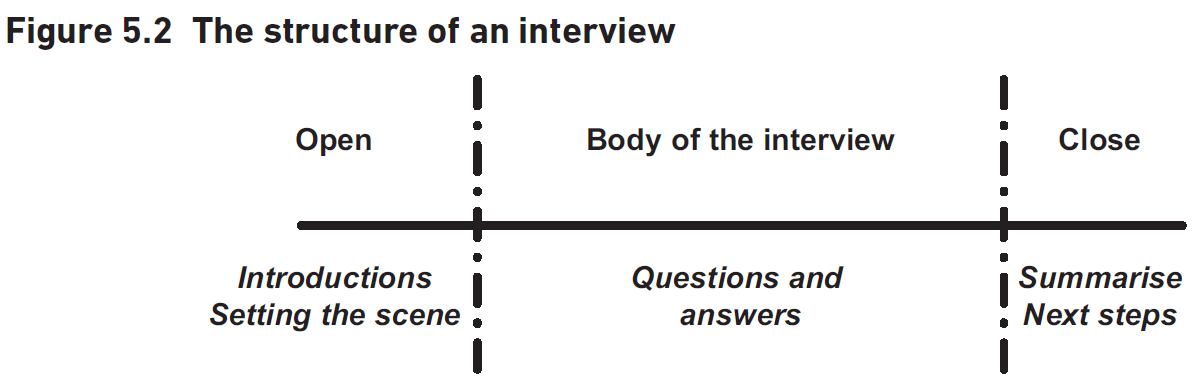 Figure 5.2 The structure of an interview
Open
Body of the interview
Close
Introductions
Setting the scene
Questions and
answers
Summarise
Next steps